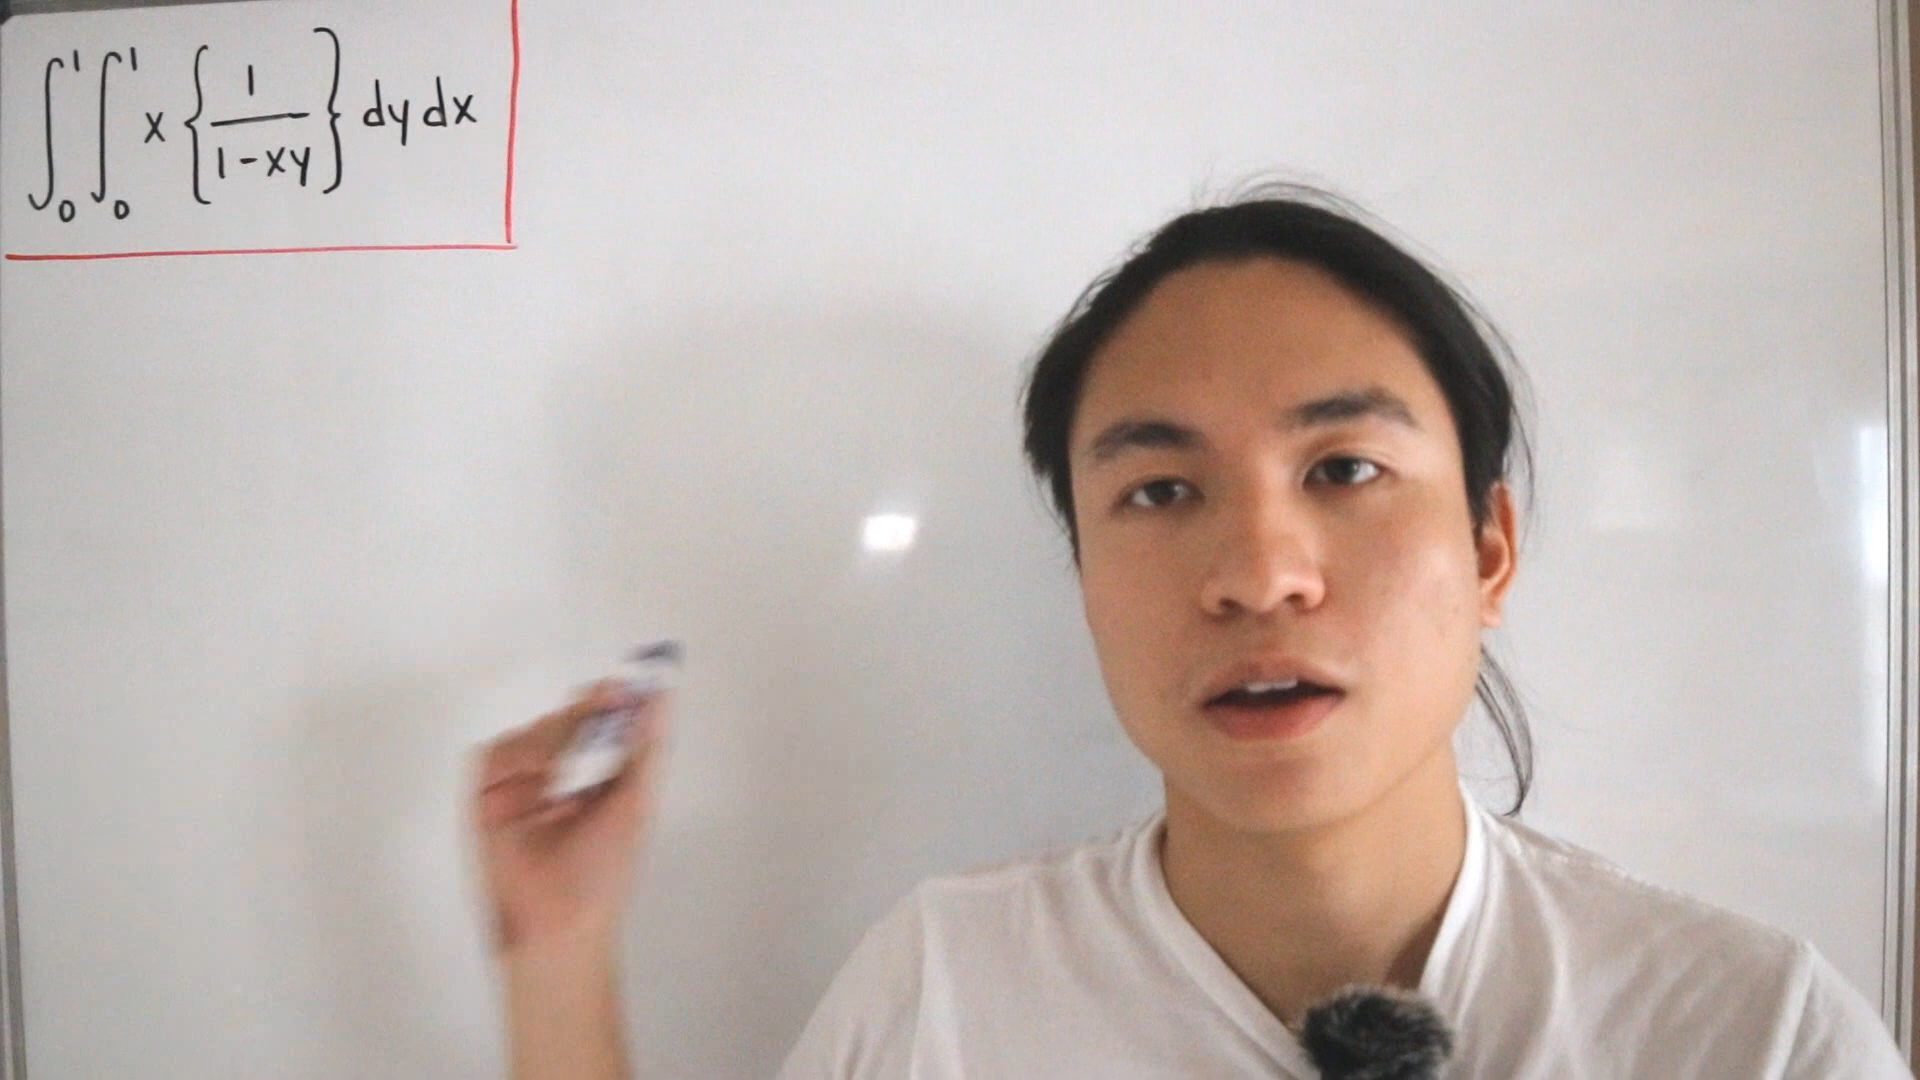 ∫₀¹ ∫₀¹ x { 1 / (1-xy) } dy dx